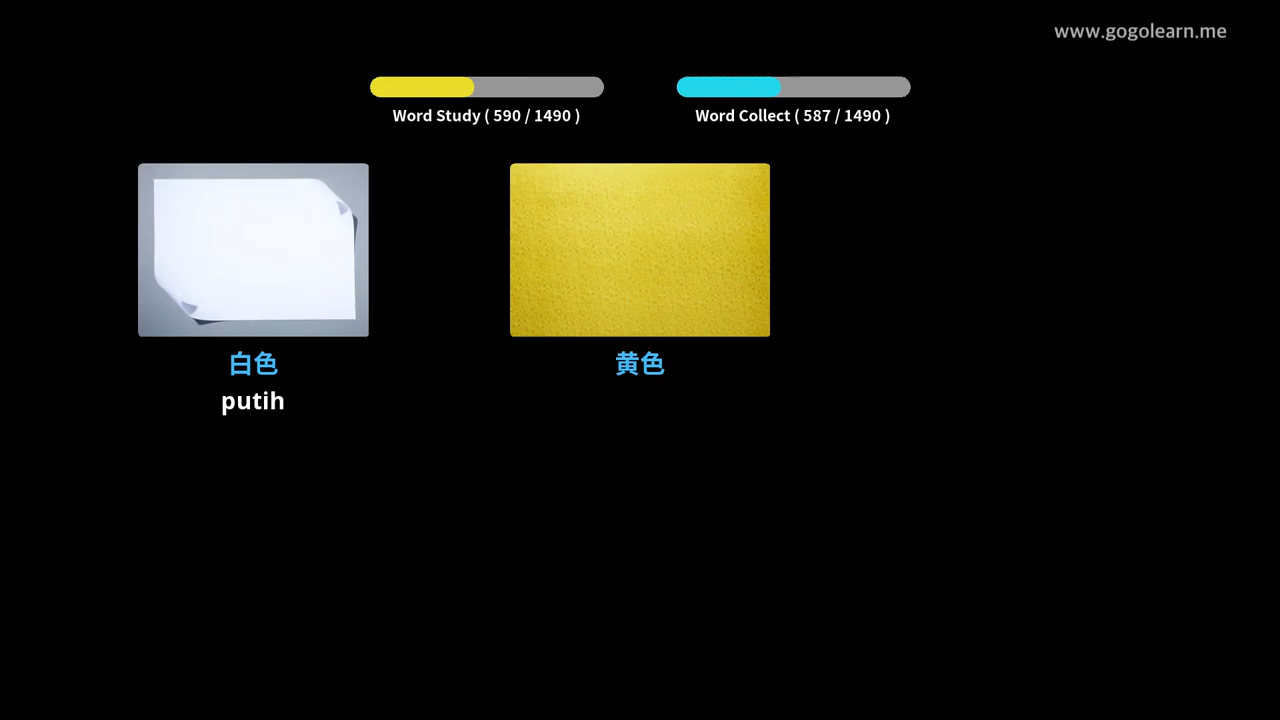 www.gogolearn.me
Word Study ( 590 / 1490 )
Word Collect ( 587 / 1490 )
白色
putih
黄色